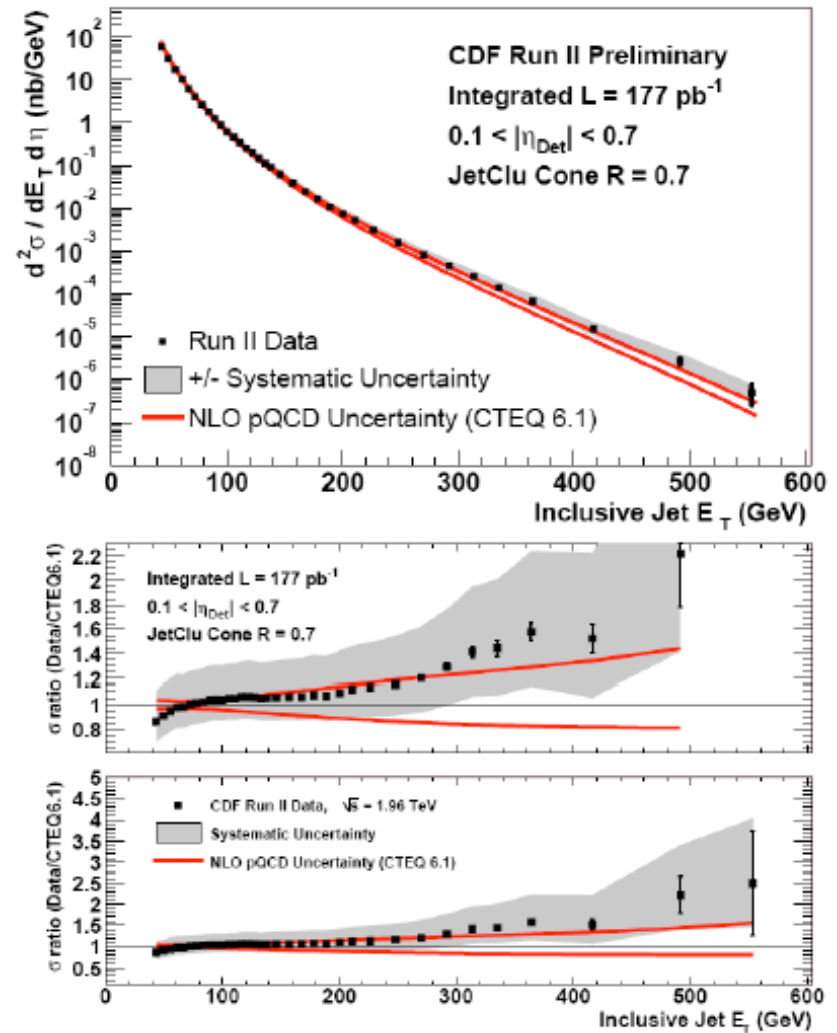 d²σ / dE_T dη (nb/GeV)
10²
10
1
10⁻¹
10⁻²
10⁻³
10⁻⁴
10⁻⁵
10⁻⁶
10⁻⁷
10⁻⁸
CDF Run II Preliminary
Integrated L = 177 pb⁻¹
0.1 < |η_Det| < 0.7
JetClu Cone R = 0.7
Run II Data
+/- Systematic Uncertainty
NLO pQCD Uncertainty (CTEQ 6.1)
0 100 200 300 400 500 600
Inclusive Jet E_T (GeV)
σ ratio (Data/CTEQ6.1)
2.2
2
1.8
1.6
1.4
1.2
1
0.8
Integrated L = 177 pb⁻¹
0.1 < |η_Det| < 0.7
JetClu Cone R = 0.7
σ ratio (Data/CTEQ6.1)
5
4.5
4
3.5
3
2.5
2
1.5
1
0.5
CDF Run II Data, √s = 1.96 TeV
Systematic Uncertainty
NLO pQCD Uncertainty (CTEQ 6.1)
0 100 200 300 400 500 600
Inclusive Jet E_T (GeV)